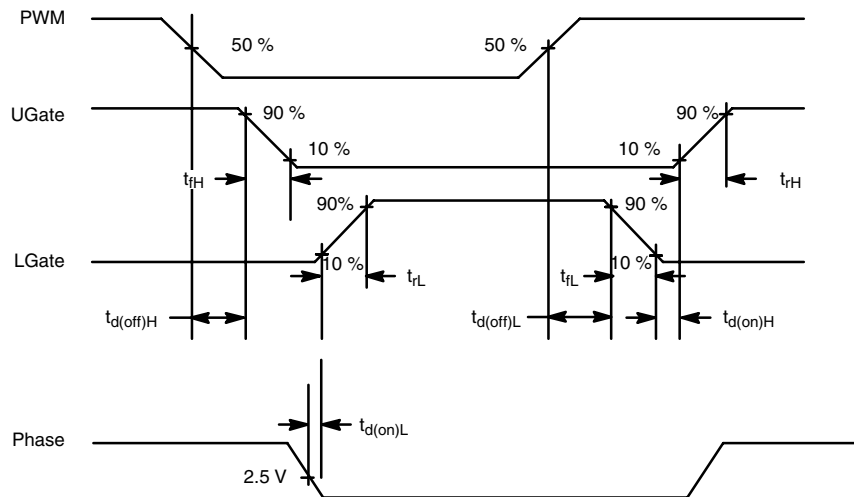 PWM
50 %
50 %
UGate
90 %
90 %
10 %
10 %
tfH
trH
90%
90 %
LGate
10 %
10 %
trL
tfL
td(off)H
td(off)L
td(on)H
td(on)L
Phase
2.5 V